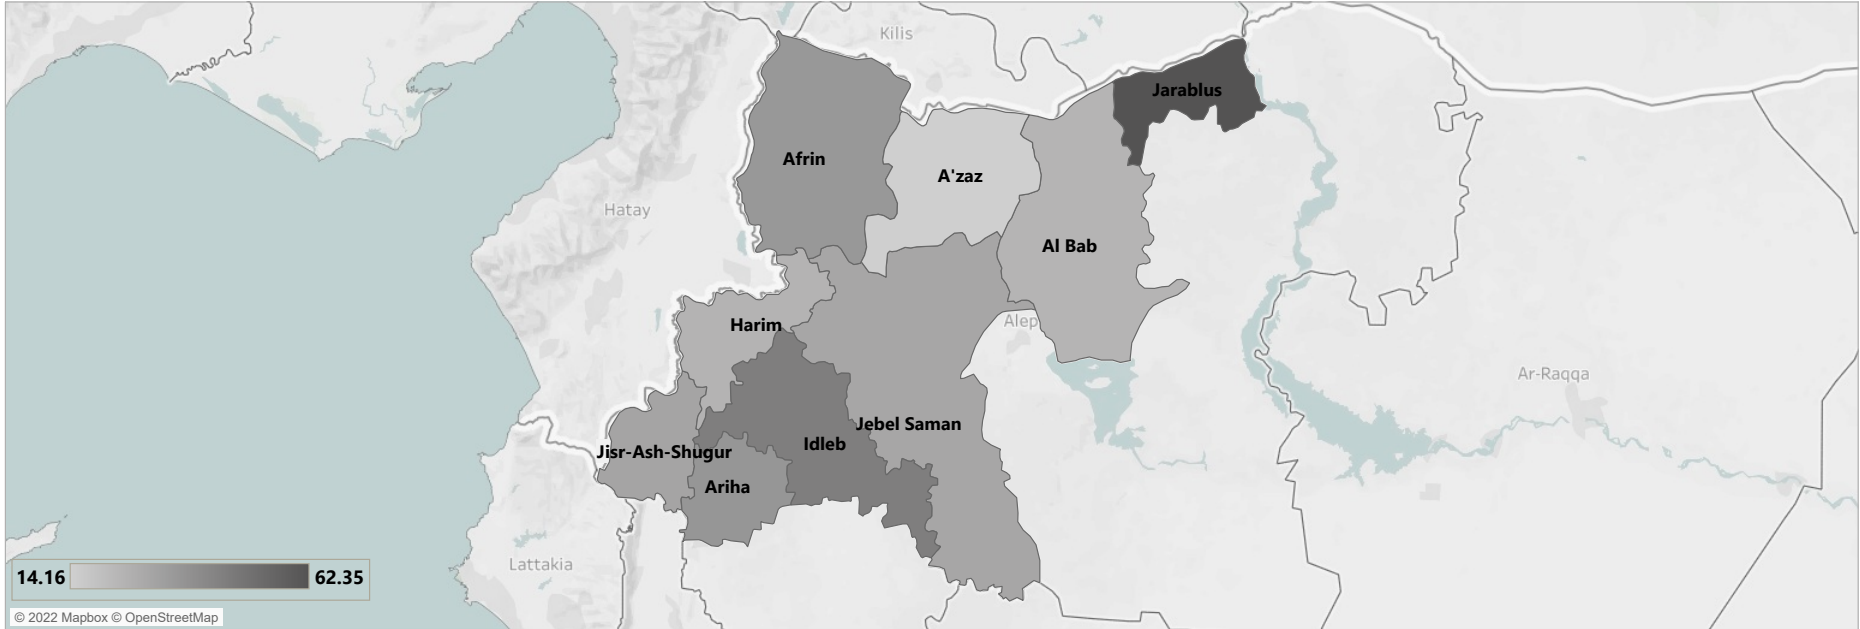 Kilis
Jarablus
Afrin
A'zaz
Hatay
Al Bab
Harim
Alep
Ar-Raqqa
Jebel Saman
Idleb
Jisr-Ash-Shugur
Ariha
Lattakia
14.16
62.35
© 2022 Mapbox © OpenStreetMap